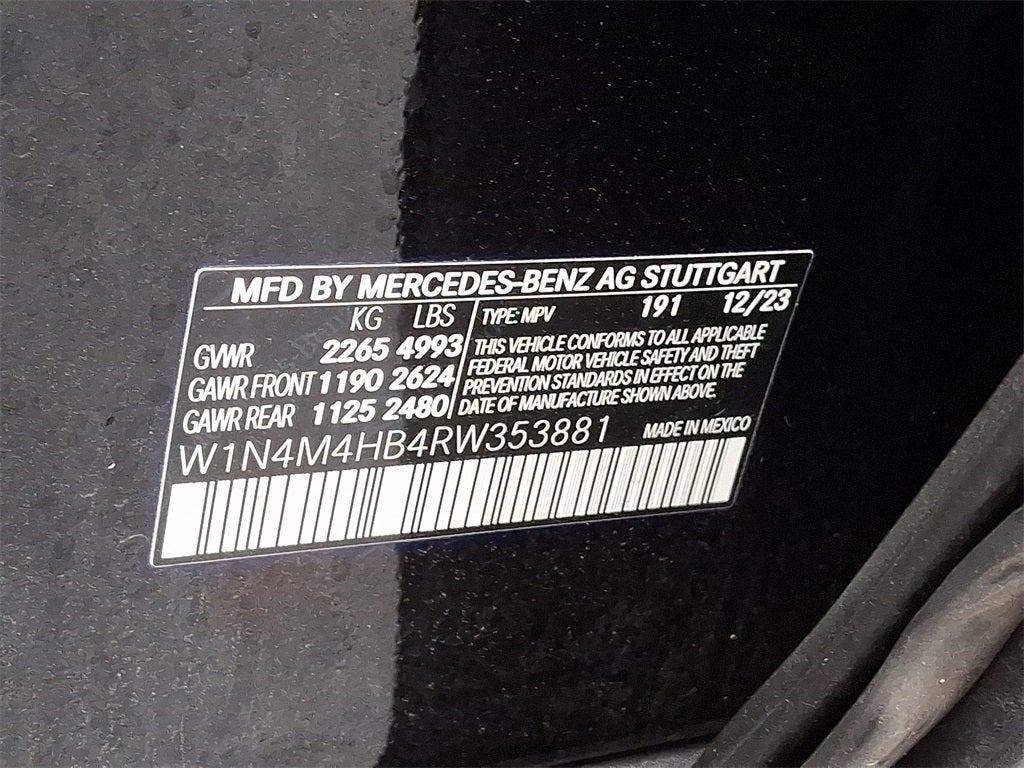 MFD BY MERCEDES-BENZ AG STUTTGART
KG LBS TYPE: MPV 191 12/23
GVWR 2265 4993
GAWR FRONT 1190 2624
GAWR REAR 1125 2480
THIS VEHICLE CONFORMS TO ALL APPLICABLE
FEDERAL MOTOR VEHICLE SAFETY AND THEFT
PREVENTION STANDARDS IN EFFECT ON THE
DATE OF MANUFACTURE SHOWN ABOVE.
W1N4M4HB4RW353881 MADE IN MEXICO